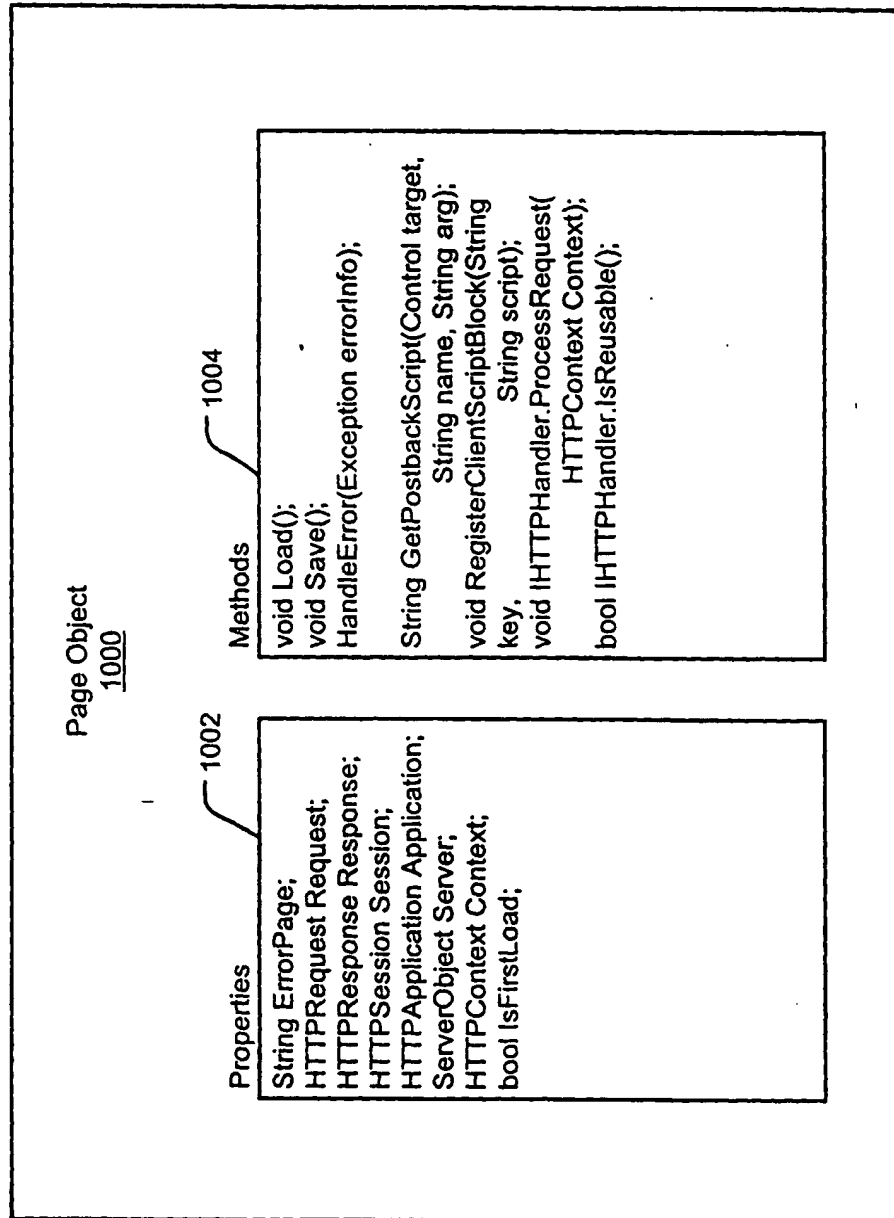 Page Object
1000
Properties
1002
String ErrorPage;
HTTPRequest Request;
HTTPResponse Response;
HTTPSession Session;
HTTPApplication Application;
ServerObject Server;
HTTPContext Context;
bool IsFirstLoad;
Methods
1004
void Load();
void Save();
HandleError(Exception errorInfo);
String GetPostbackScript(Control target,
String name, String arg);
void RegisterClientScriptBlock(String
key,          String script);
void IHTTPHandler.ProcessRequest(
HTTPContext Context);
bool IHTTPHandler.IsReusable();